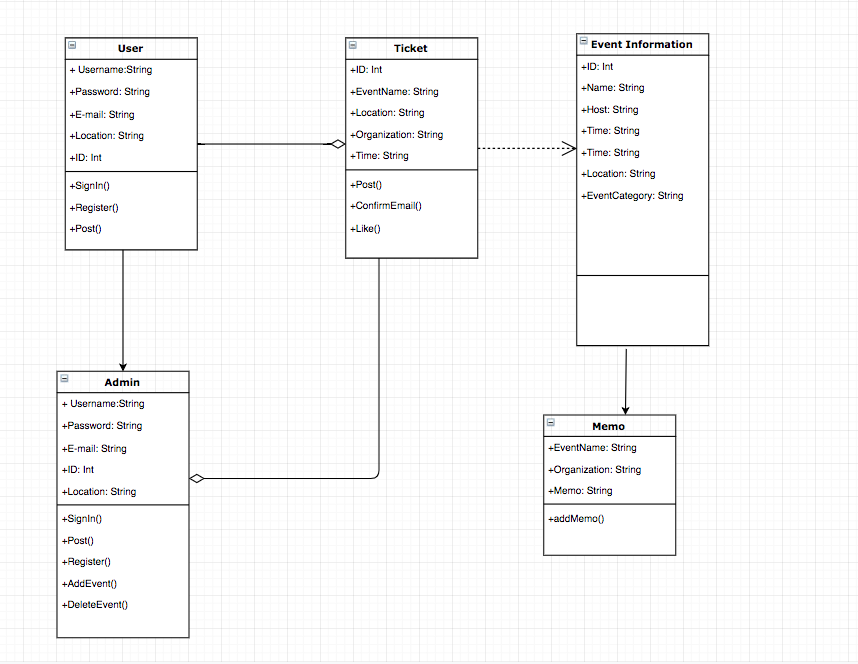 User
+ Username:String
+Password: String
+E-mail: String
+Location: String
+ID: Int
+SignIn()
+Register()
+Post()
Ticket
+ID: Int
+EventName: String
+Location: String
+Organization: String
+Time: String
+Post()
+ConfirmEmail()
+Like()
Event Information
+ID: Int
+Name: String
+Host: String
+Time: String
+Time: String
+Location: String
+EventCategory: String
Admin
+ Username:String
+Password: String
+E-mail: String
+ID: Int
+Location: String
+SignIn()
+Post()
+Register()
+AddEvent()
+DeleteEvent()
Memo
+EventName: String
+Organization: String
+Memo: String
+addMemo()